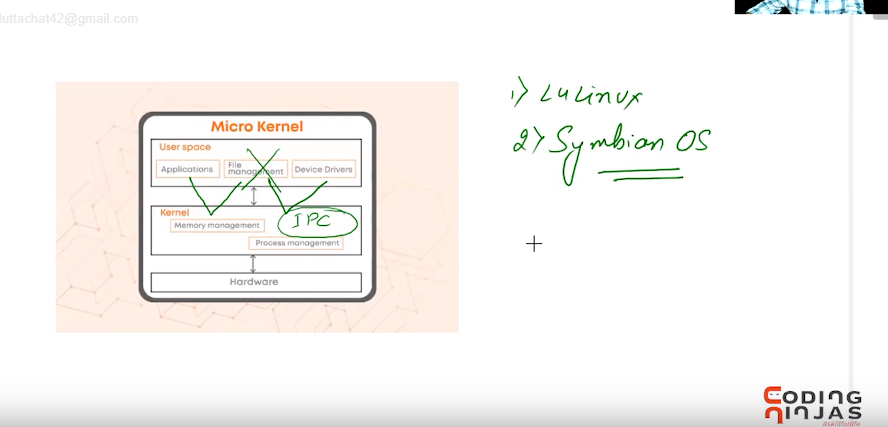 luttachat42@gmail.com
Micro Kernel
User space
Applications
File management
Device Drivers
Kernel
Memory management
IPC
Process management
Hardware
1) L4Linux
2) Symbian OS
CODING
NINJAS
#skillforlife